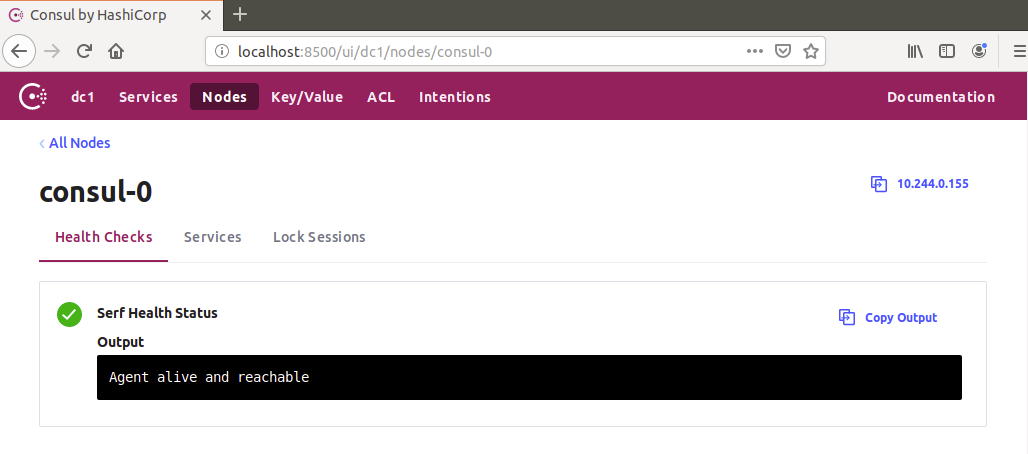 Consul by HashiCorp
localhost:8500/ui/dc1/nodes/consul-0
dc1 Services Nodes Key/Value ACL Intentions Documentation
All Nodes
consul-0
10.244.0.155
Health Checks Services Lock Sessions
Serf Health Status
Copy Output
Output
Agent alive and reachable